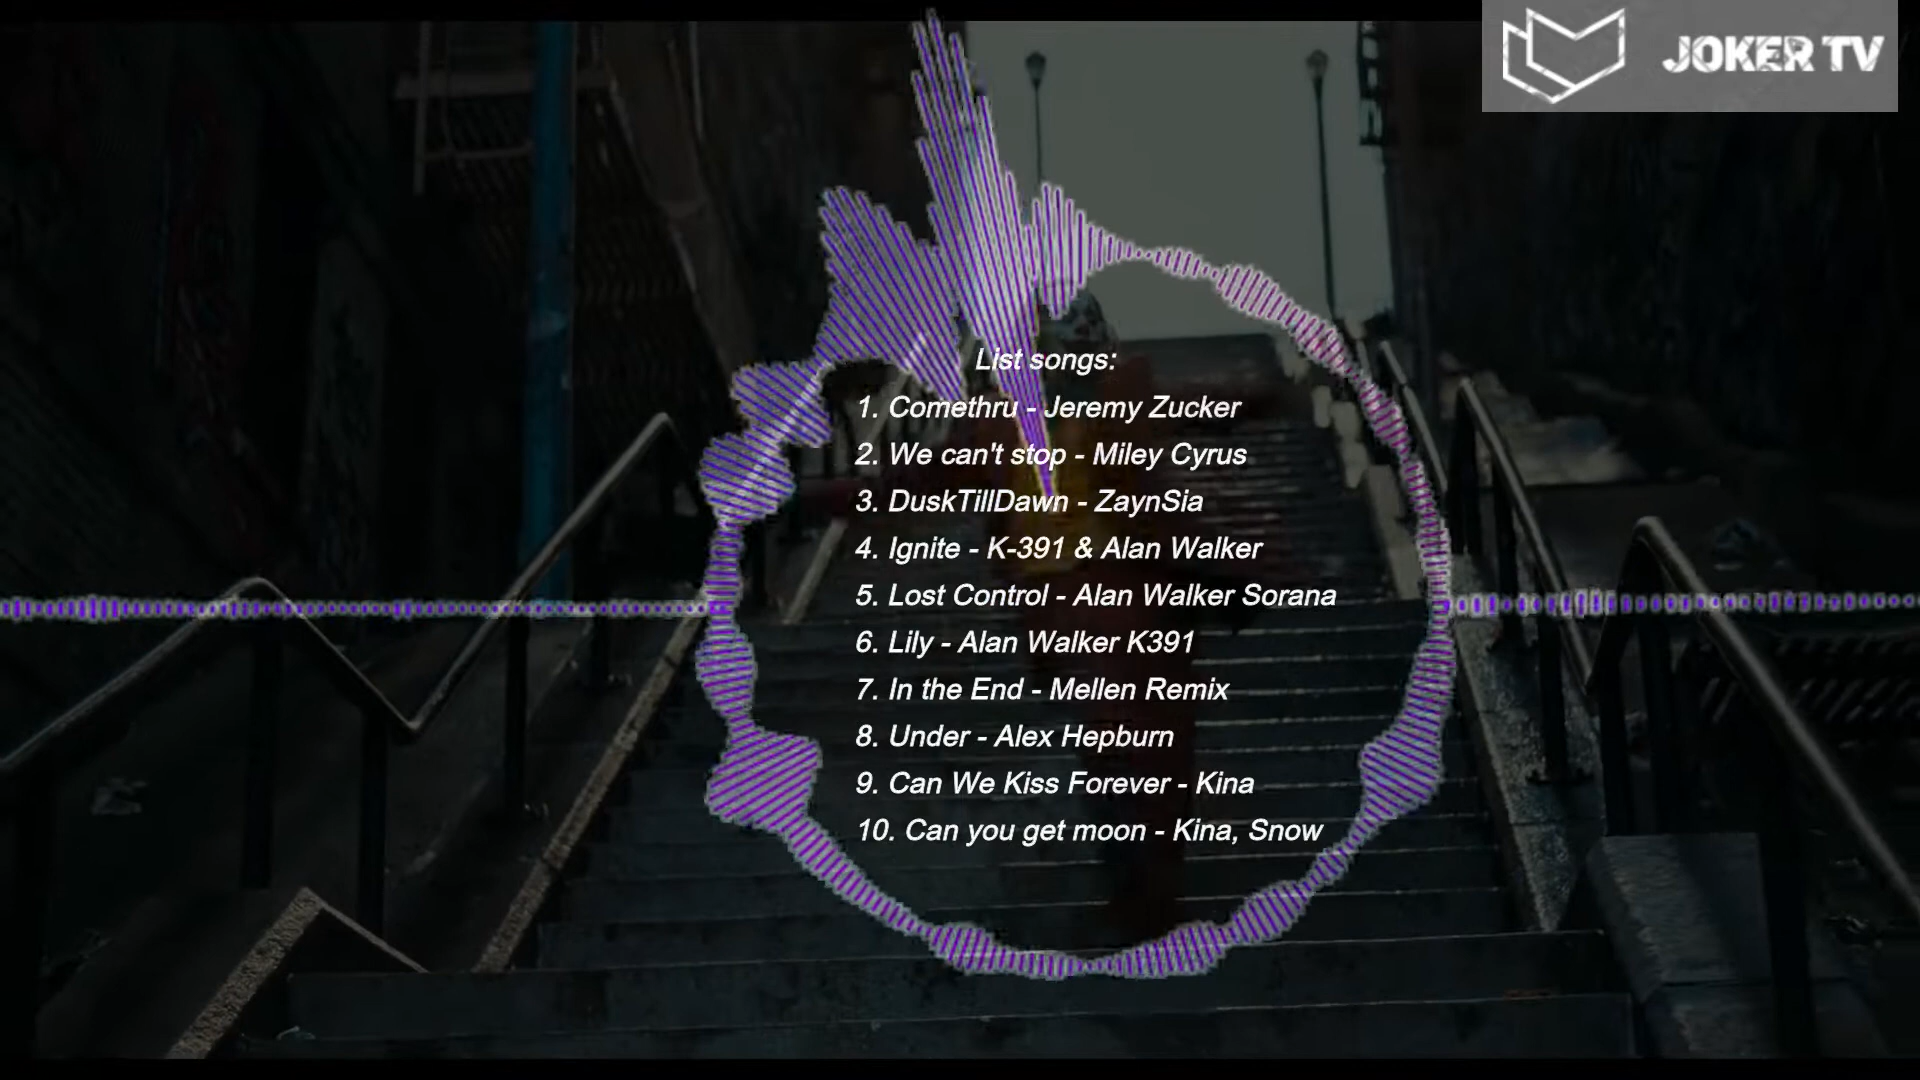 JOKER TV
List songs:
1. Comethru - Jeremy Zucker
2. We can't stop - Miley Cyrus
3. DuskTillDawn - ZaynSia
4. Ignite - K-391 & Alan Walker
5. Lost Control - Alan Walker Sorana
6. Lily - Alan Walker K391
7. In the End - Mellen Remix
8. Under - Alex Hepburn
9. Can We Kiss Forever - Kina
10. Can you get moon - Kina, Snow